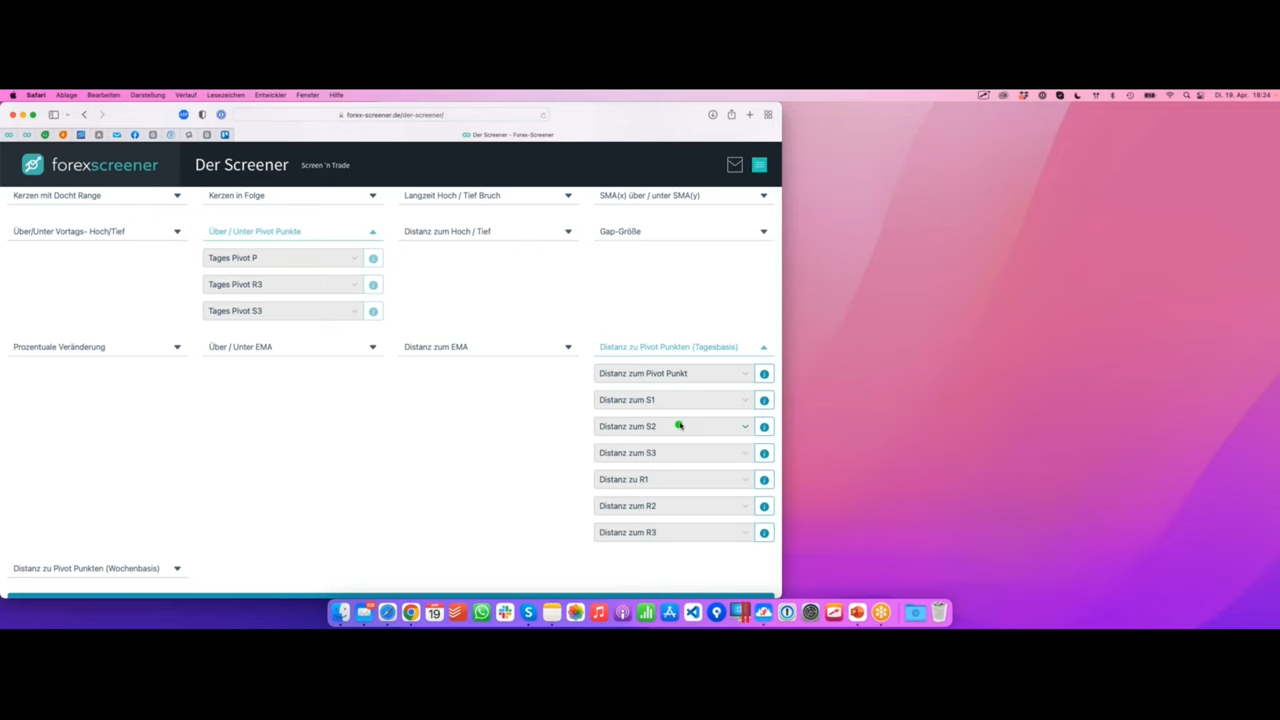 Safari Ablage Bearbeiten Darstellung Verlauf Lesezeichen Entwickler Fenster Hilfe
Di. 19. Apr. 18:24
forex-screener.de/der-screener/
Der Screener – Forex-Screener
forexscreener
Der Screener
Screen 'n Trade
Kerzen mit Docht Range
Kerzen in Folge
Langzeit Hoch / Tief Bruch
SMA(x) über / unter SMA(y)
Über/Unter Vortags- Hoch/Tief
Über / Unter Pivot Punkte
Distanz zum Hoch / Tief
Gap-Größe
Tages Pivot P
Tages Pivot R3
Tages Pivot S3
Prozentuale Veränderung
Über / Unter EMA
Distanz zum EMA
Distanz zu Pivot Punkten (Tagesbasis)
Distanz zum Pivot Punkt
Distanz zum S1
Distanz zum S2
Distanz zum S3
Distanz zu R1
Distanz zum R2
Distanz zum R3
Distanz zu Pivot Punkten (Wochenbasis)
19